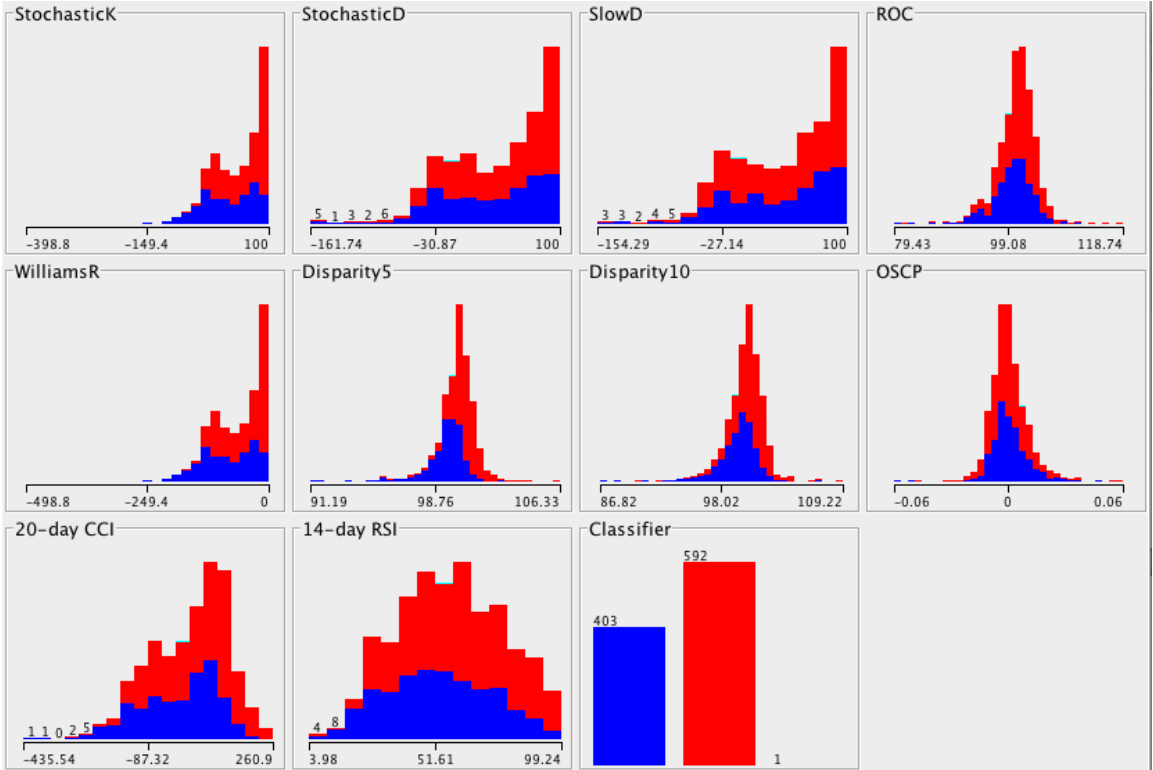 StochasticK StochasticD SlowD ROC
5 1 3 2 6 3 3 2 4 5
-398.8 -149.4 100 -161.74 -30.87 100 -154.29 -27.14 100 79.43 99.08 118.74
WilliamsR Disparity5 Disparity10 OSCP
-498.8 -249.4 0 91.19 98.76 106.33 86.82 98.02 109.22 -0.06 0 0.06
20-day CCI 14-day RSI Classifier
592
403
1 1 0 2 5 4 8
-435.54 -87.32 260.9 3.98 51.61 99.24 1